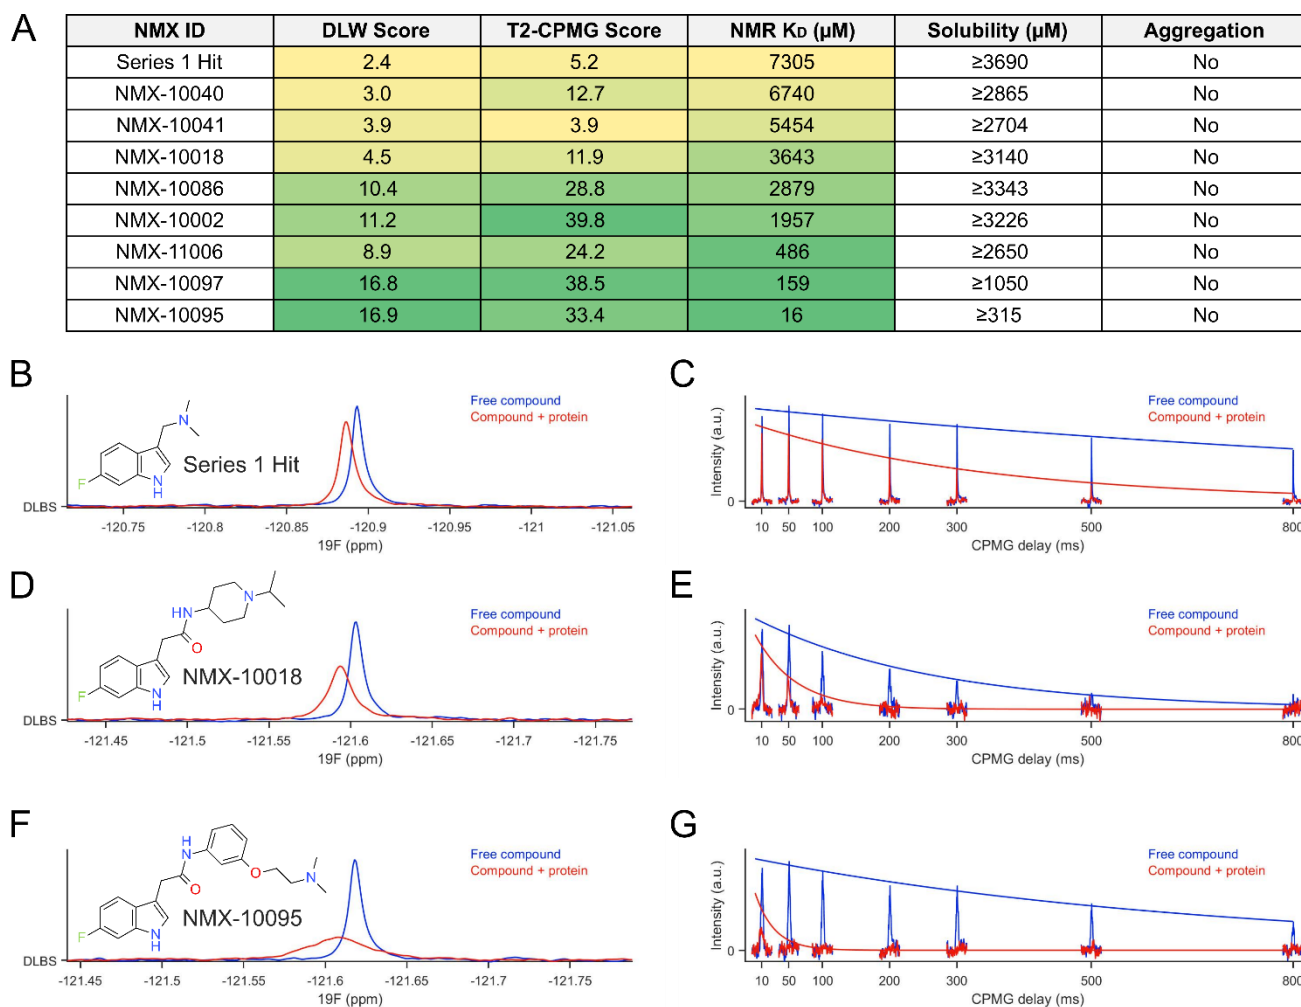 A
NMX ID DLW Score T2-CPMG Score NMR KD (µM) Solubility (µM) Aggregation
Series 1 Hit 2.4 5.2 7305 ≥3690 No
NMX-10040 3.0 12.7 6740 ≥2865 No
NMX-10041 3.9 3.9 5454 ≥2704 No
NMX-10018 4.5 11.9 3643 ≥3140 No
NMX-10086 10.4 28.8 2879 ≥3343 No
NMX-10002 11.2 39.8 1957 ≥3226 No
NMX-11006 8.9 24.2 486 ≥2650 No
NMX-10097 16.8 38.5 159 ≥1050 No
NMX-10095 16.9 33.4 16 ≥315 No
B
N
F
N
H
Series 1 Hit
Free compound
Compound + protein
DLBS
-120.75 -120.8 -120.85 -120.9 -120.95 -121 -121.05
19F (ppm)
C
Free compound
Compound + protein
Intensity (a.u.)
0
10 50 100 200 300 500 800
CPMG delay (ms)
D
N
HN
O
F
N
H
NMX-10018
Free compound
Compound + protein
DLBS
-121.45 -121.5 -121.55 -121.6 -121.65 -121.7 -121.75
19F (ppm)
E
Free compound
Compound + protein
Intensity (a.u.)
0
10 50 100 200 300 500 800
CPMG delay (ms)
F
H
N
O
O
N
F
N
H
NMX-10095
Free compound
Compound + protein
DLBS
-121.45 -121.5 -121.55 -121.6 -121.65 -121.7 -121.75
19F (ppm)
G
Free compound
Compound + protein
Intensity (a.u.)
0
10 50 100 200 300 500 800
CPMG delay (ms)